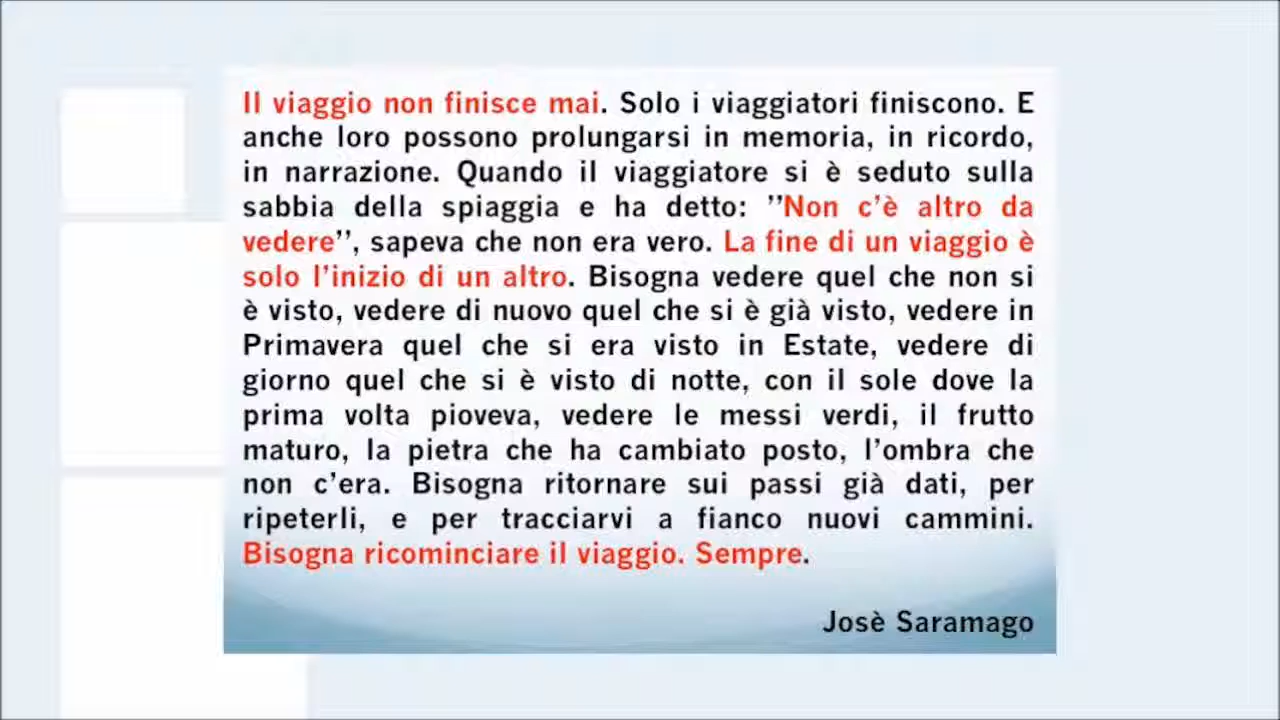 Il viaggio non finisce mai. Solo i viaggiatori finiscono. E
anche loro possono prolungarsi in memoria, in ricordo,
in narrazione. Quando il viaggiatore si è seduto sulla
sabbia della spiaggia e ha detto: ’’Non c’è altro da
vedere’’, sapeva che non era vero. La fine di un viaggio è
solo l’inizio di un altro. Bisogna vedere quel che non si
è visto, vedere di nuovo quel che si è già visto, vedere in
Primavera quel che si era visto in Estate, vedere di
giorno quel che si è visto di notte, con il sole dove la
prima volta pioveva, vedere le messi verdi, il frutto
maturo, la pietra che ha cambiato posto, l’ombra che
non c’era. Bisogna ritornare sui passi già dati, per
ripeterli, e per tracciarvi a fianco nuovi cammini.
Bisogna ricominciare il viaggio. Sempre.
Josè Saramago